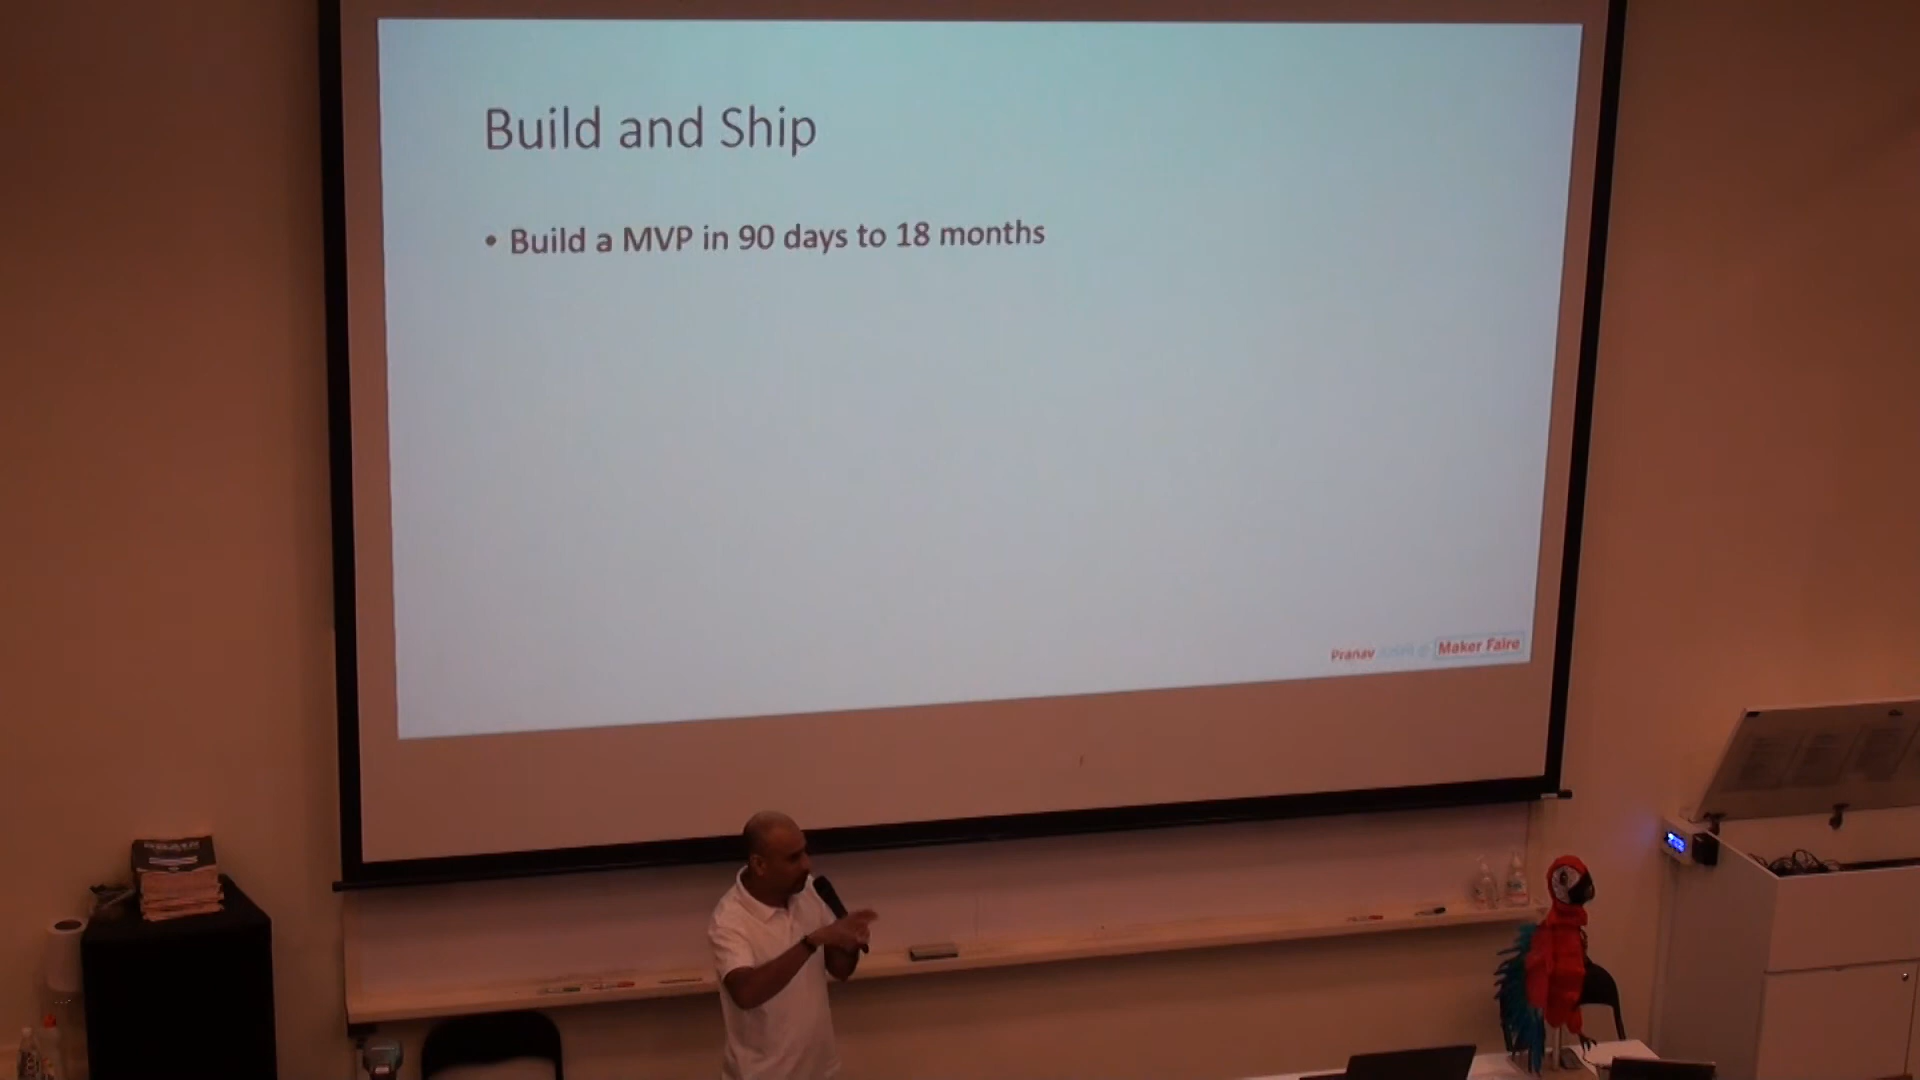 Build and Ship
• Build a MVP in 90 days to 18 months
Pranav @ Maker Faire